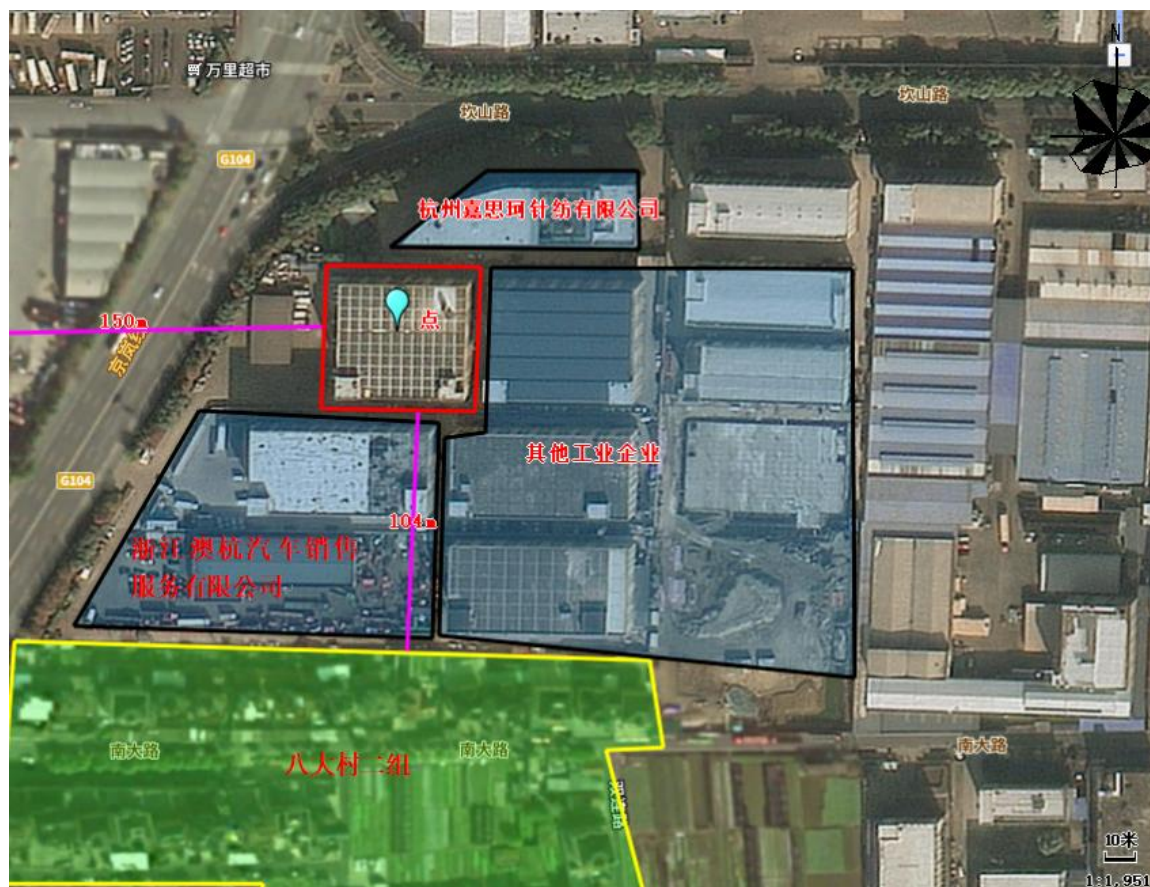 N
万里超市
坎山路
坎山路
G104
杭州嘉思珂针纺有限公司
150m
点
G104
其他工业企业
104m
浙江澳杭汽车销售
服务有限公司
南大路
南大路
南大路
八大村二组
10米
1:1,951